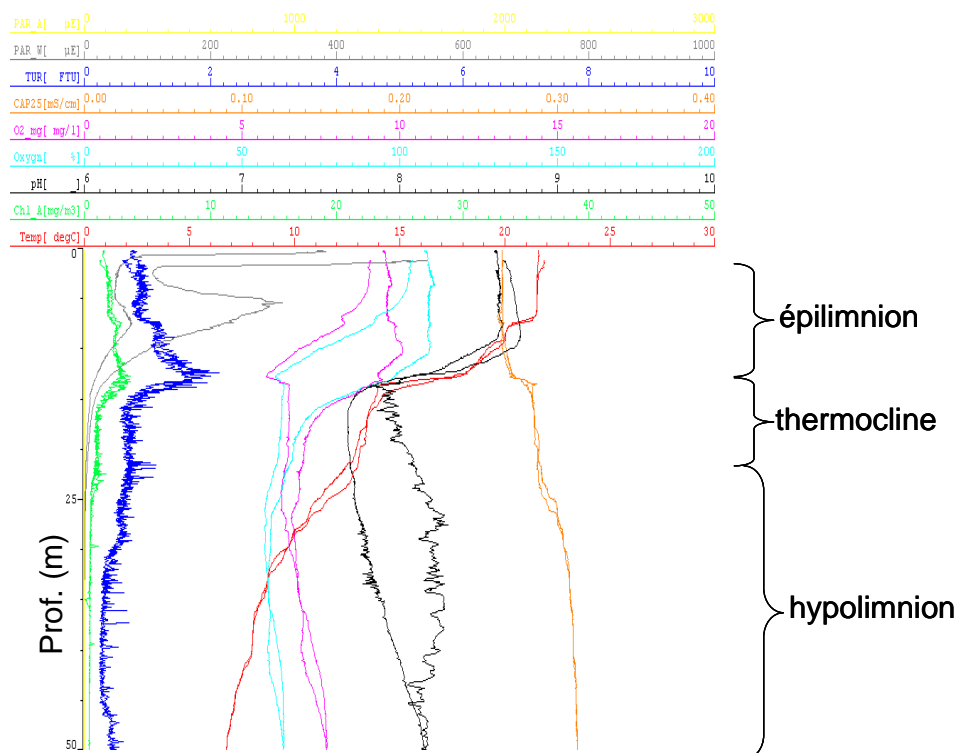 PAR_A[ µE] 0 1000 2000 3000
PAR_W[ µE] 0 200 400 600 800 1000
TUR[ FTU] 0 2 4 6 8 10
CAP25[mS/cm] 0.00 0.10 0.20 0.30 0.40
O2_mg[ mg/l] 0 5 10 15 20
Oxygn[ %] 0 50 100 150 200
pH[ _] 6 7 8 9 10
Chl_A[mg/m3] 0 10 20 30 40 50
Temp[ degC] 0 5 10 15 20 25 30
0
épilimnion
thermocline
25
Prof. (m)
hypolimnion
50